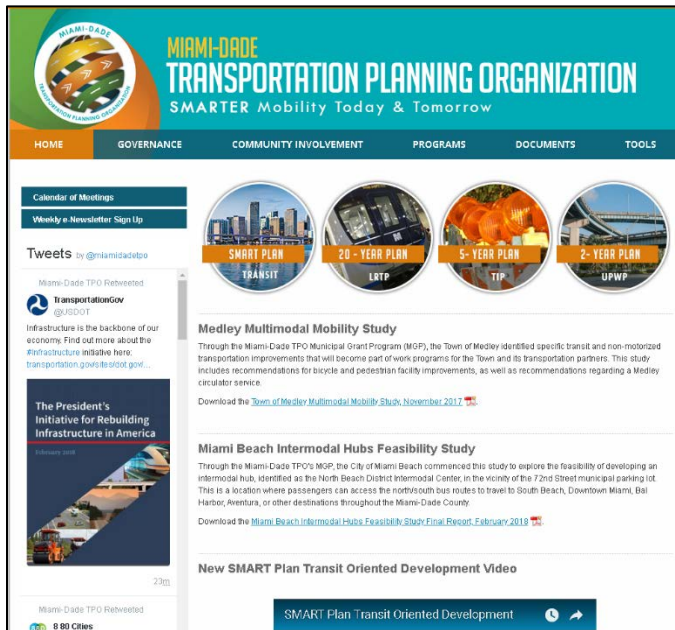 MIAMI-DADE
TRANSPORTATION PLANNING ORGANIZATION
MIAMI-DADE
TRANSPORTATION PLANNING ORGANIZATION
SMARTER Mobility Today & Tomorrow
HOME GOVERNANCE COMMUNITY INVOLVEMENT PROGRAMS DOCUMENTS TOOLS
Calendar of Meetings
Weekly e-Newsletter Sign Up
Tweets by @miamidadetpo
Miami-Dade TPO Retweeted
TransportationGov
@USDOT
Infrastructure is the backbone of our
economy. Find out more about the
#Infrastructure initiative here:
transportation.gov/sites/dot.gov/...
The President's
Initiative for Rebuilding
Infrastructure in America
February 2018
23m
Miami-Dade TPO Retweeted
8 80 Cities
SMART PLAN
TRANSIT
20 - YEAR PLAN
LRTP
5- YEAR PLAN
TIP
2- YEAR PLAN
UPWP
Medley Multimodal Mobility Study
Through the Miami-Dade TPO Municipal Grant Program (MGP), the Town of Medley identified specific transit and non-motorized
transportation improvements that will become part of work programs for the Town and its transportation partners. This study
includes recommendations for bicycle and pedestrian facility improvements, as well as recommendations regarding a Medley
circulator service.
Download the Town of Medley Multimodal Mobility Study, November 2017 .
Miami Beach Intermodal Hubs Feasibility Study
Through the Miami-Dade TPO's MGP, the City of Miami Beach commenced this study to explore the feasibility of developing an
intermodal hub, identified as the North Beach District Intermodal Center, in the vicinity of the 72nd Street municipal parking lot.
This is a location where passengers can access the north/south bus routes to travel to South Beach, Downtown Miami, Bal
Harbor, Aventura, or other destinations throughout the Miami-Dade County.
Download the Miami Beach Intermodal Hubs Feasibility Study Final Report, February 2018 .
New SMART Plan Transit Oriented Development Video
SMART Plan Transit Oriented Development